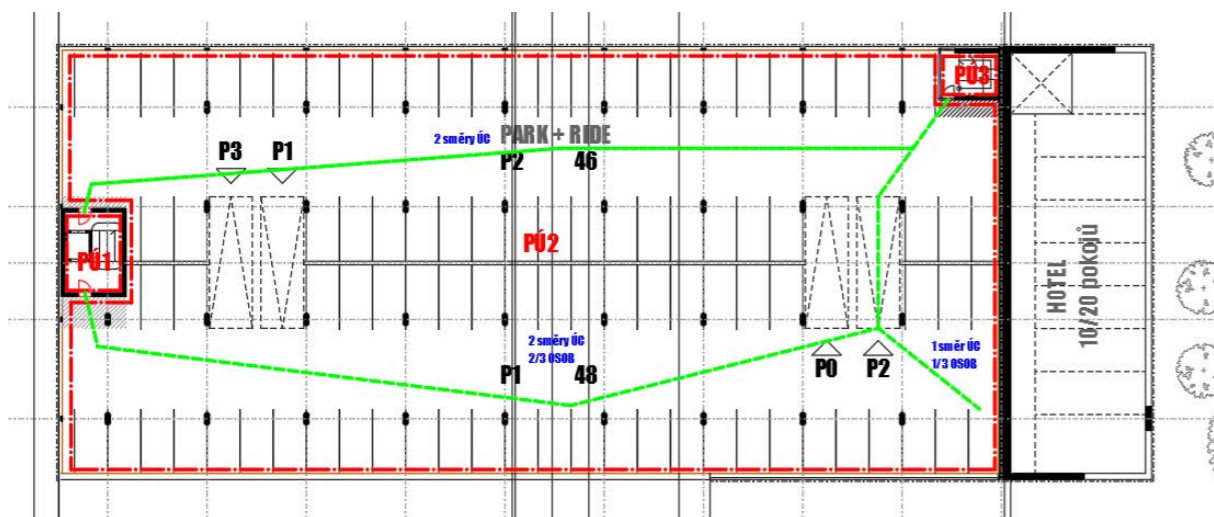 PÚ3
2 směry ÚC
PARK + RIDE
P3 P1
P2 46
PÚ2
PÚ1
HOTEL
10/20 pokojů
2 směry ÚC
2/3 OSOB
1 směr ÚC
1/3 OSOB
P1 48
P0 P2